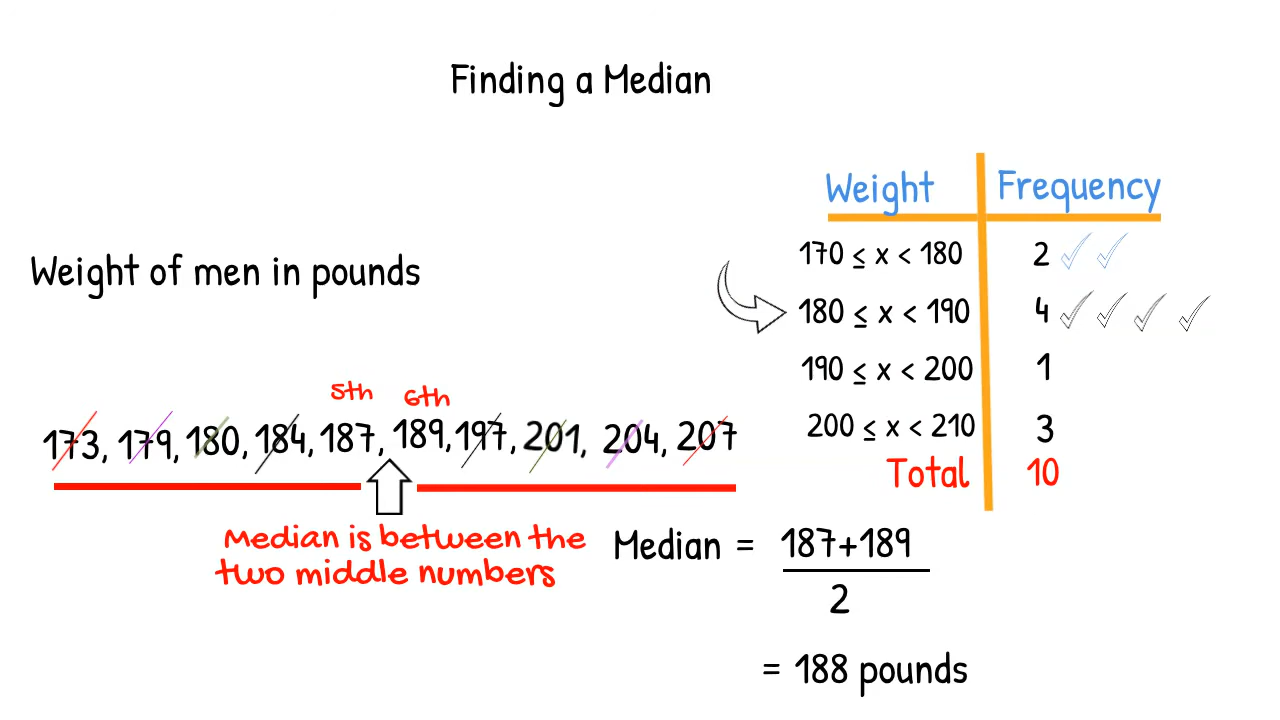 Finding a Median
Weight of men in pounds
5th 6th
173, 179, 180, 184, 187, 189, 197, 201, 204, 207
Median is between the
two middle numbers
Weight Frequency
170 ≤ x < 180 2
180 ≤ x < 190 4
190 ≤ x < 200 1
200 ≤ x < 210 3
Total 10
Median = 187+189
2
= 188 pounds